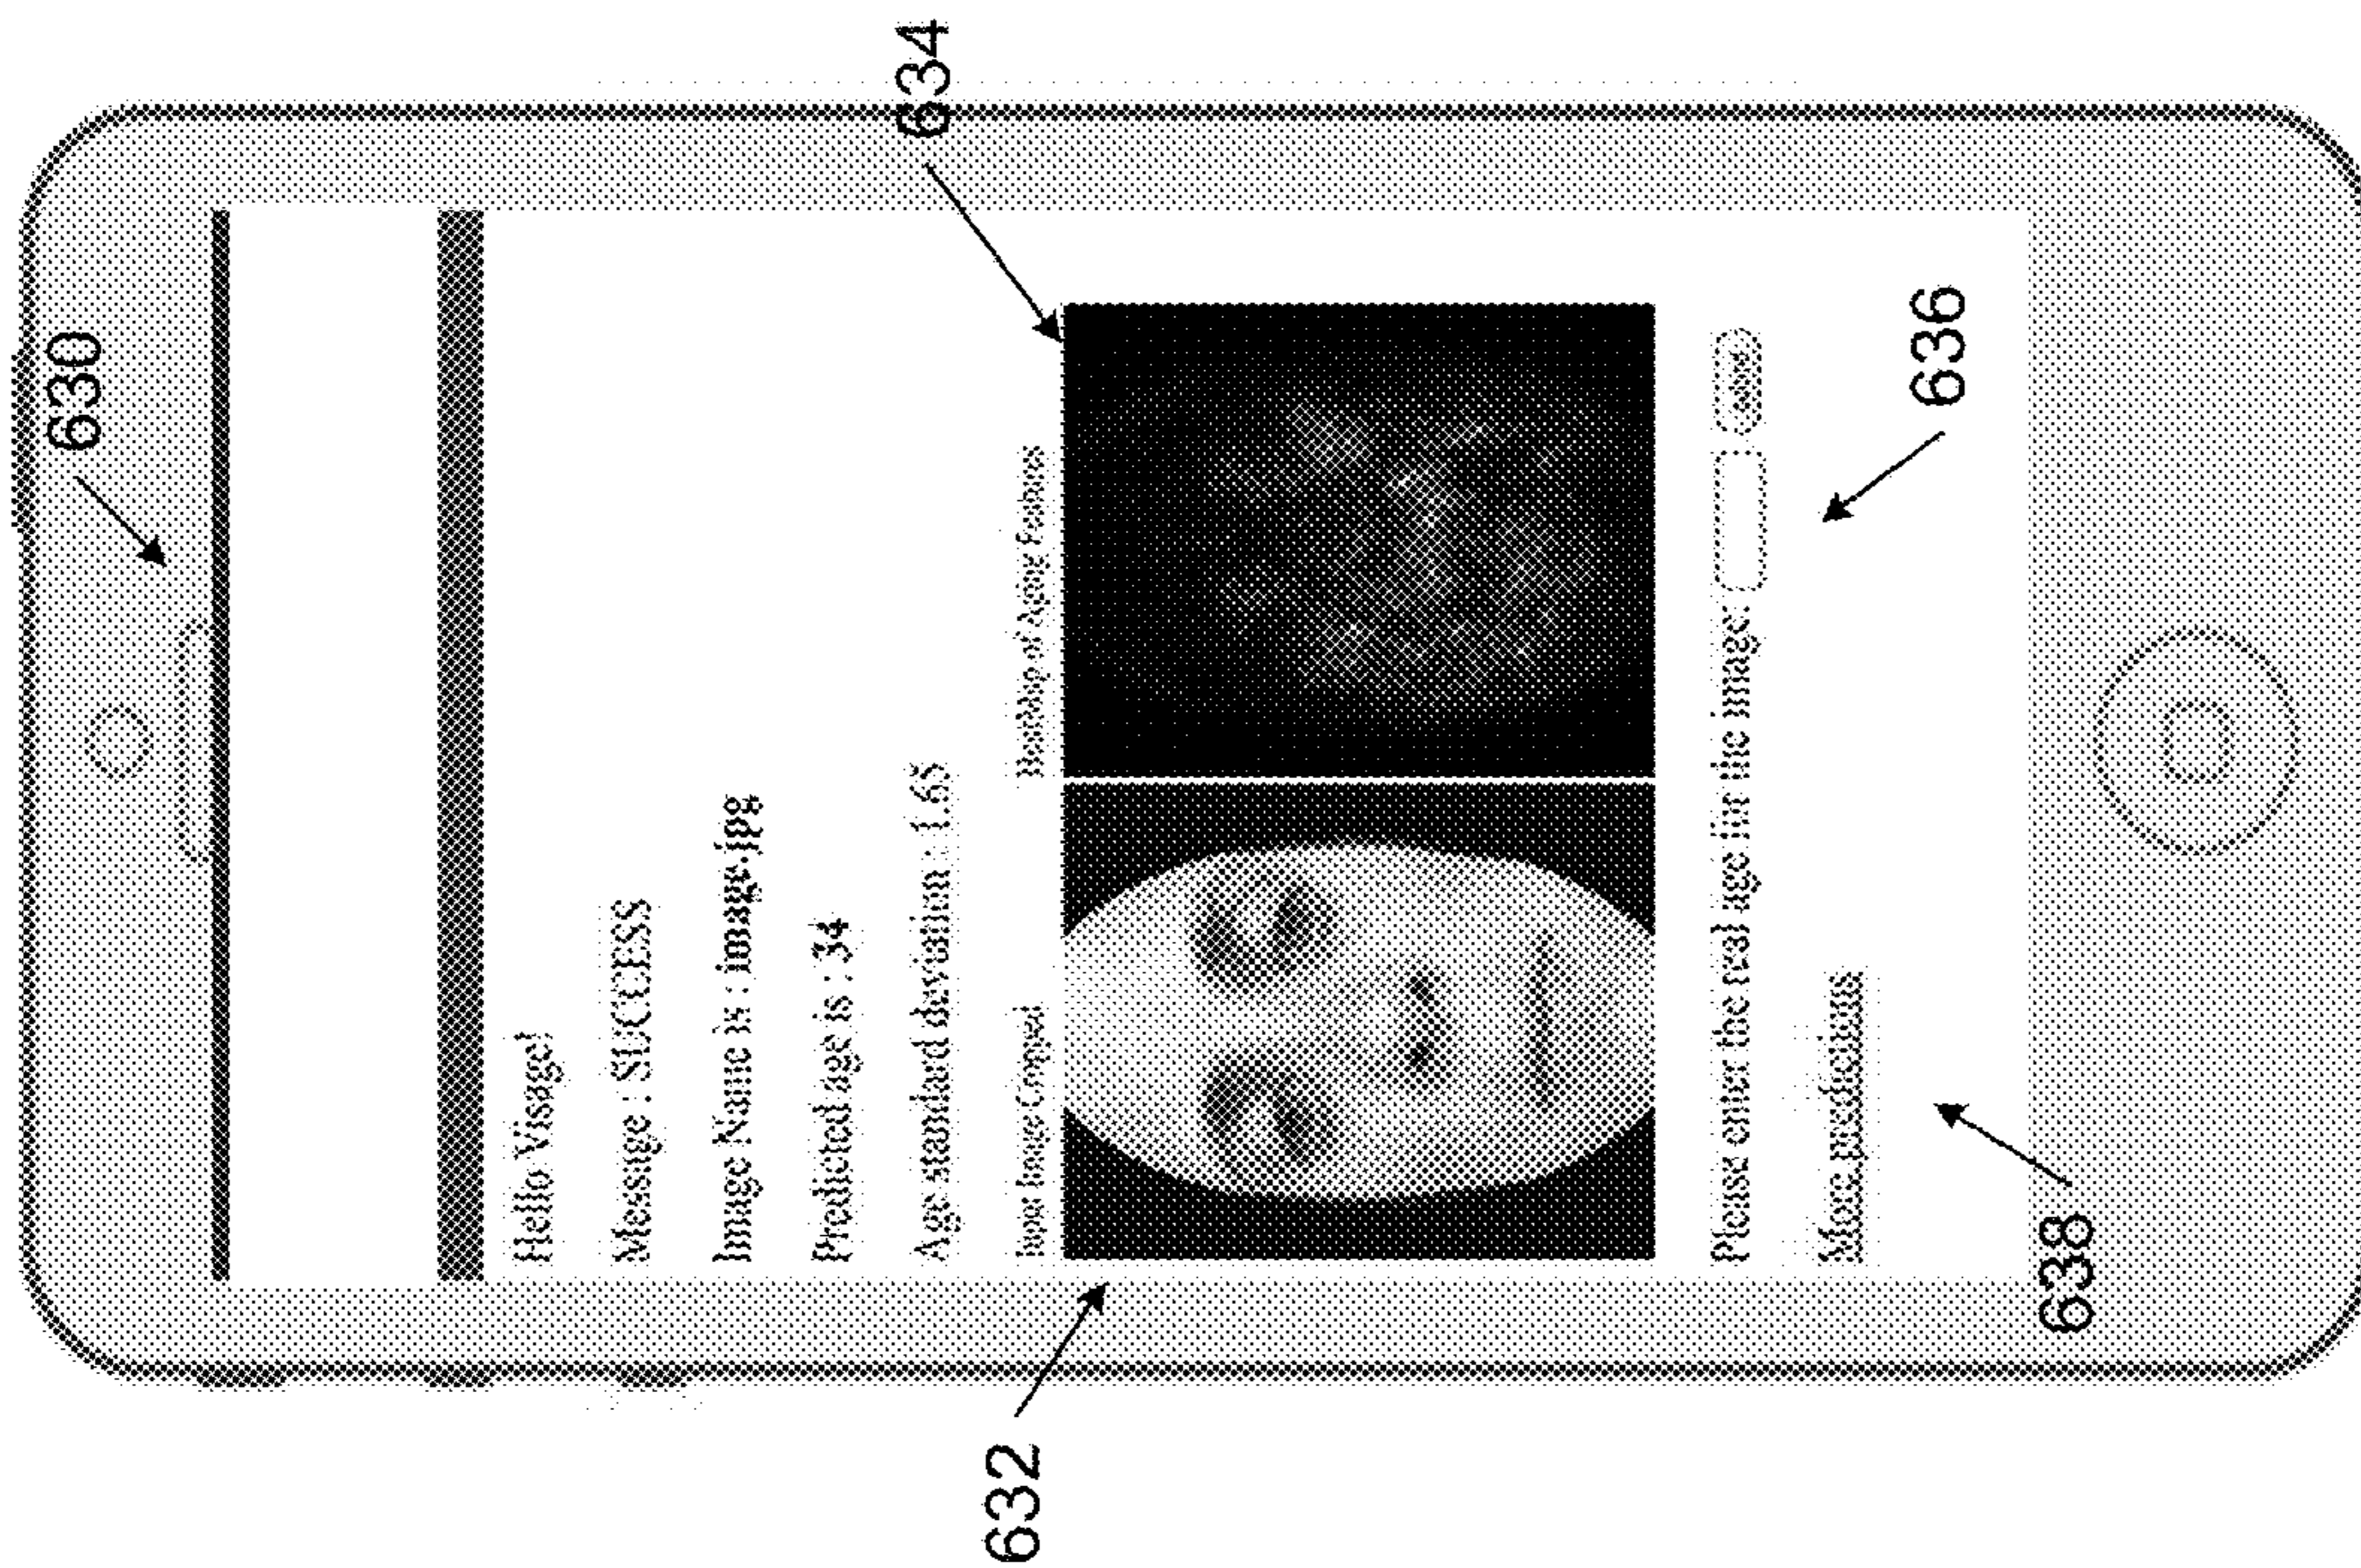 630
Hello Visage!
Message : SUCCESS
Image Name is : image.jpg
Predicted age is : 34
Age standard deviation : 1.65
Input Image Cropped
HeatMap of Aging Features
634
632
Please enter the real age for the image:
636
More predictions
638